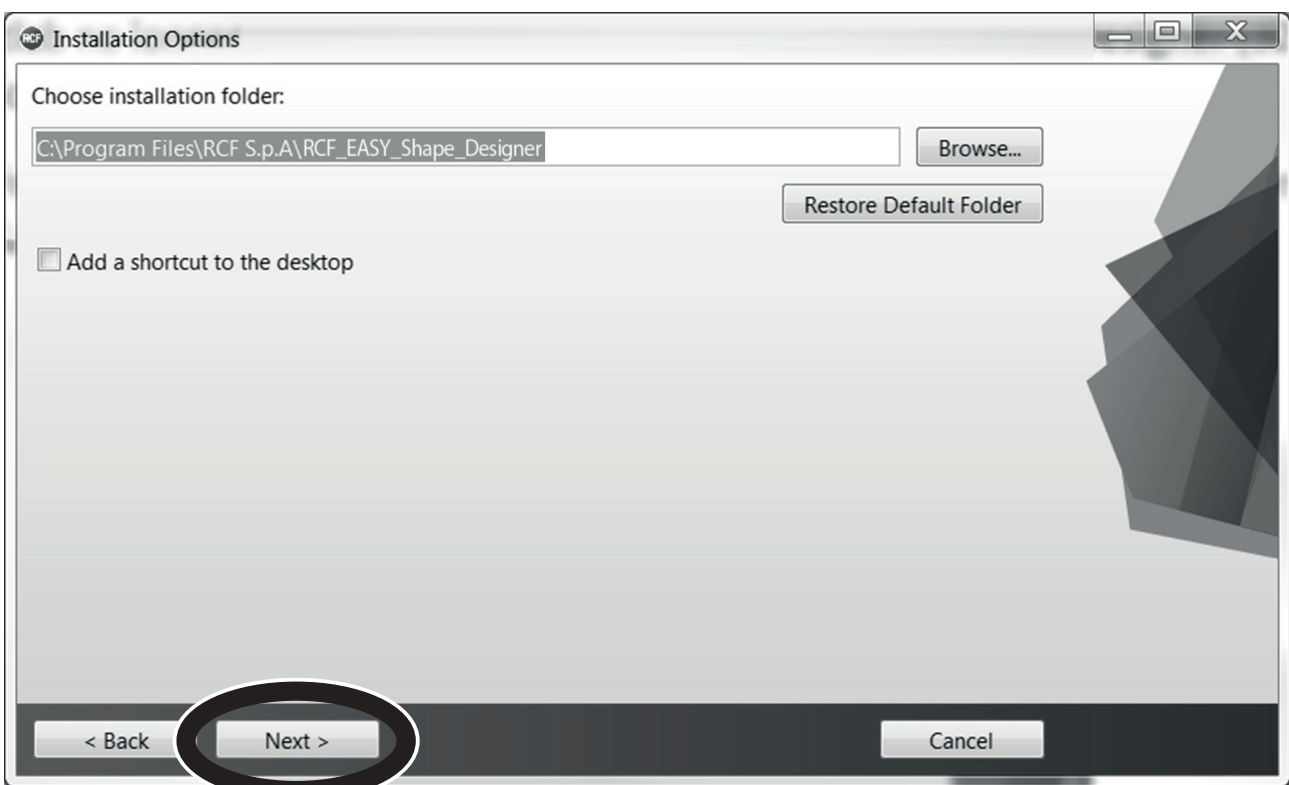 RCF Installation Options
X
Choose installation folder:
C:\Program Files\RCF S.p.A\RCF_EASY_Shape_Designer
Browse...
Restore Default Folder
Add a shortcut to the desktop
< Back
Next >
Cancel